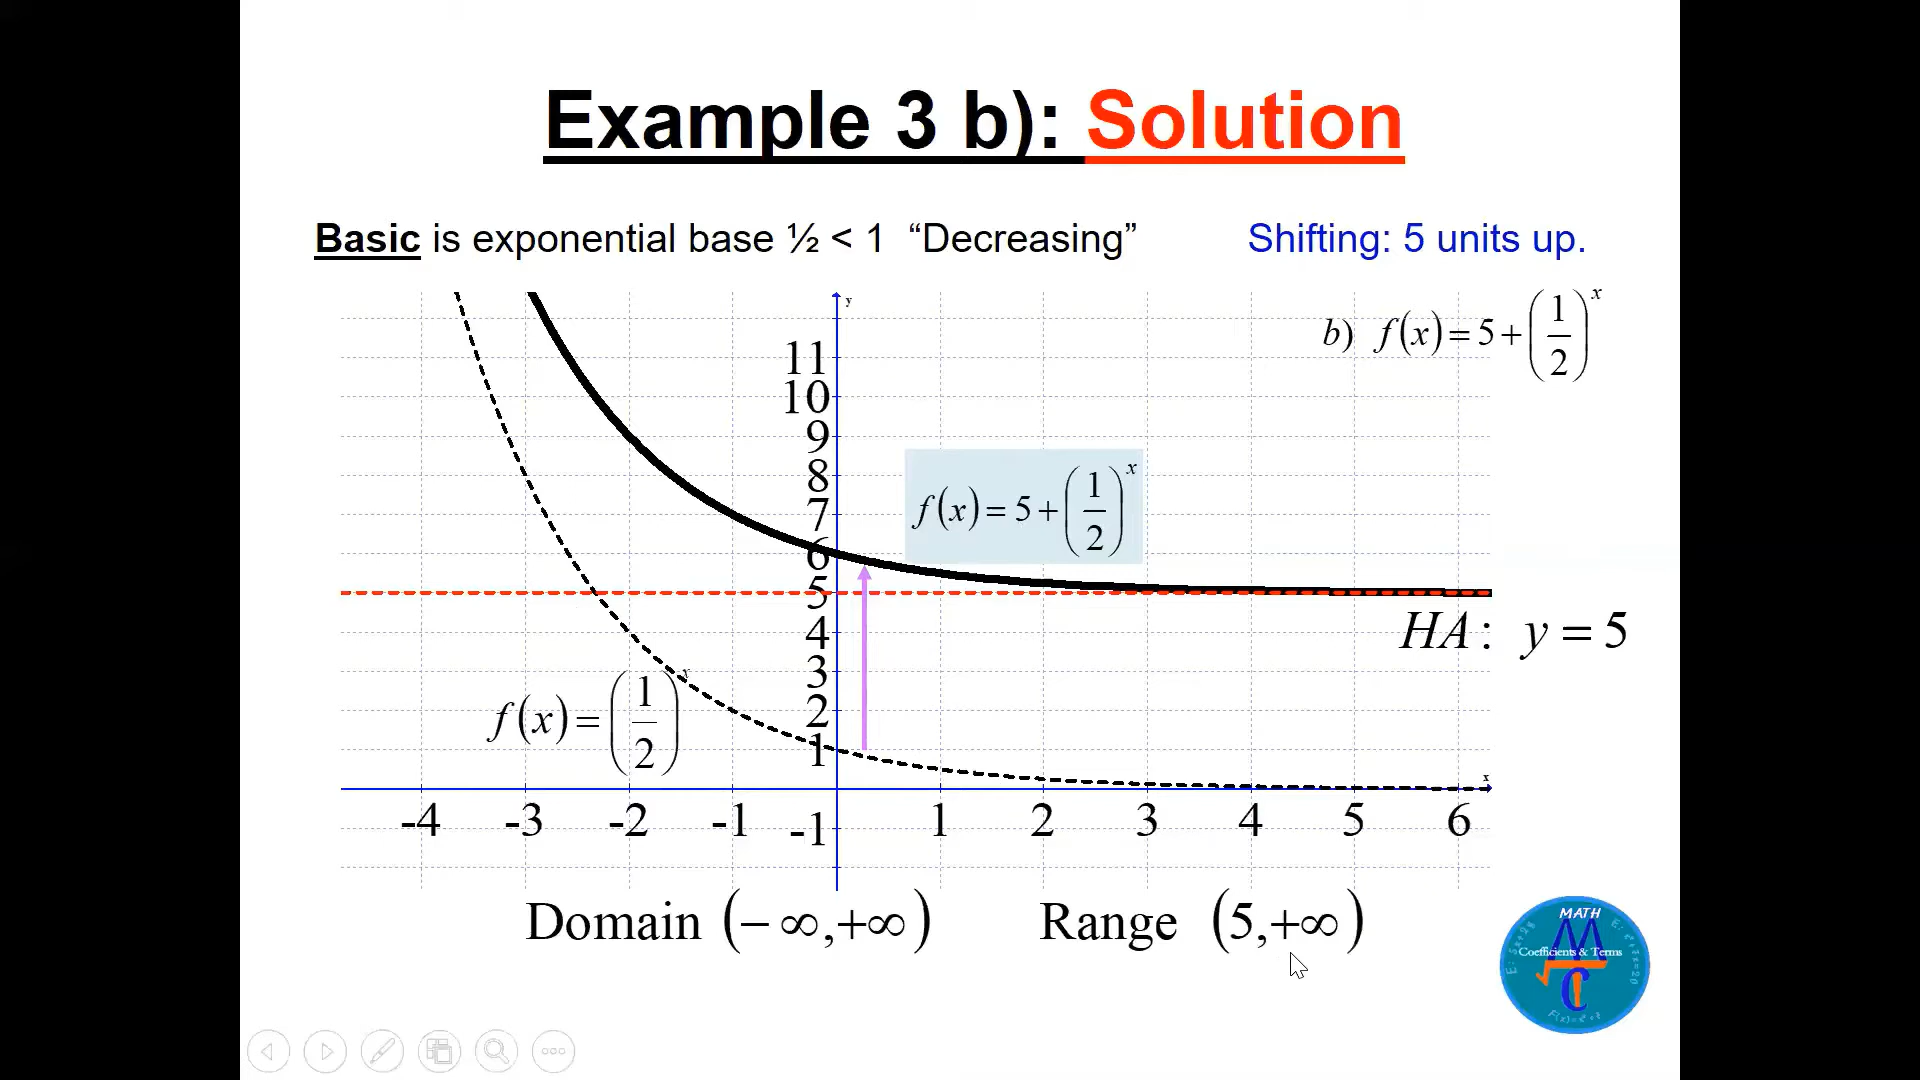 Example 3 b): Solution
Basic is exponential base ½ < 1 “Decreasing”
Shifting: 5 units up.
b) f(x) = 5 + (1/2)^x
y
11
10
9
8
7
6
5
4
3
2
1
-1
f(x) = 5 + (1/2)^x
HA: y = 5
f(x) = (1/2)^x
x
-4 -3 -2 -1 1 2 3 4 5 6
Domain (− ∞,+∞)
Range (5,+∞)
MATH
Coefficients & Terms
M
C